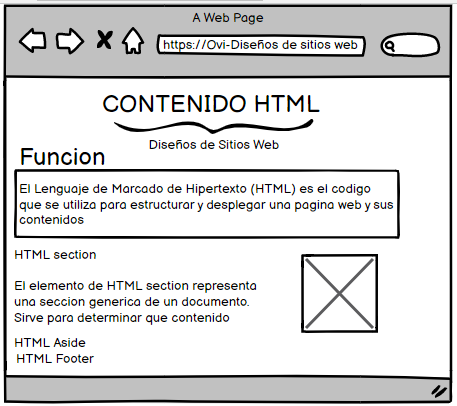 A Web Page
https://Ovi-Diseños de sitios web
CONTENIDO HTML
Diseños de Sitios Web
Funcion
El Lenguaje de Marcado de Hipertexto (HTML) es el codigo
que se utiliza para estructurar y desplegar una pagina web y sus
contenidos
HTML section
El elemento de HTML section representa
una seccion generica de un documento.
Sirve para determinar que contenido
HTML Aside
HTML Footer